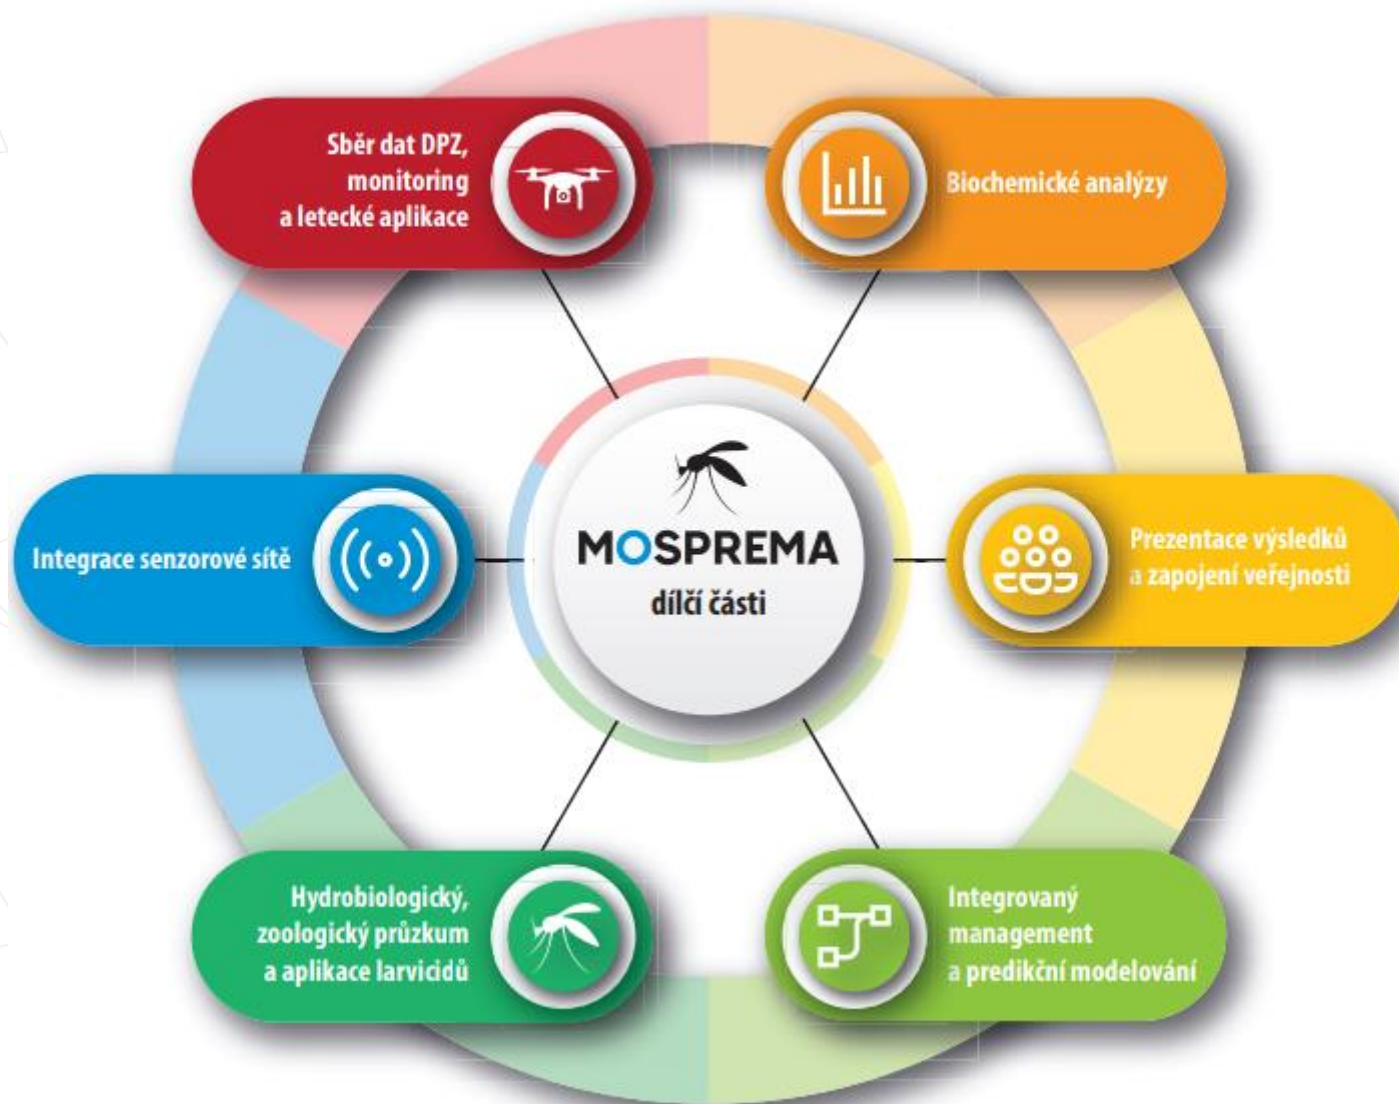 Sběr dat DPZ,
monitoring
a letecké aplikace
Biochemické analýzy
Integrace senzorové sítě
MOSPREMA
dílčí části
Prezentace výsledků
a zapojení veřejnosti
Hydrobiologický,
zoologický průzkum
a aplikace larvicidů
Integrovaný
management
a predikční modelování